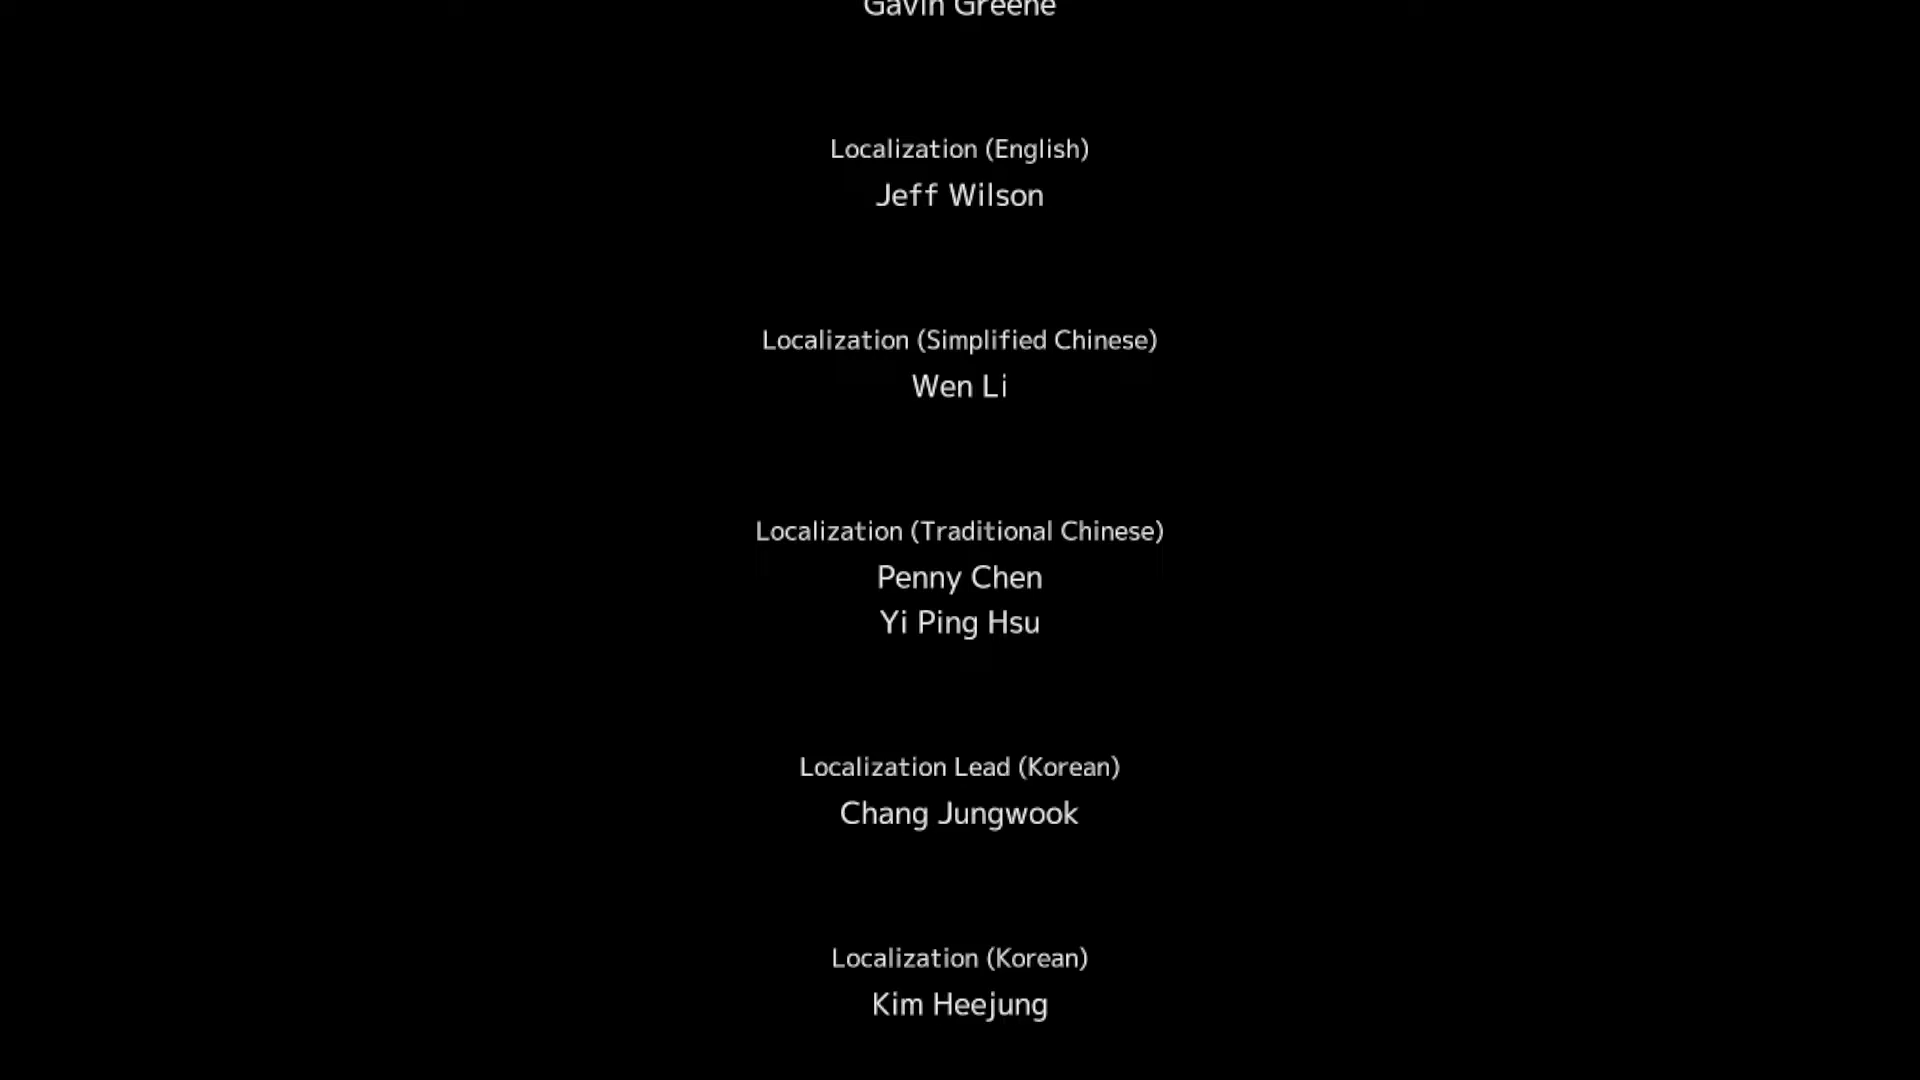 Gavin Greene
Localization (English)
Jeff Wilson
Localization (Simplified Chinese)
Wen Li
Localization (Traditional Chinese)
Penny Chen
Yi Ping Hsu
Localization Lead (Korean)
Chang Jungwook
Localization (Korean)
Kim Heejung